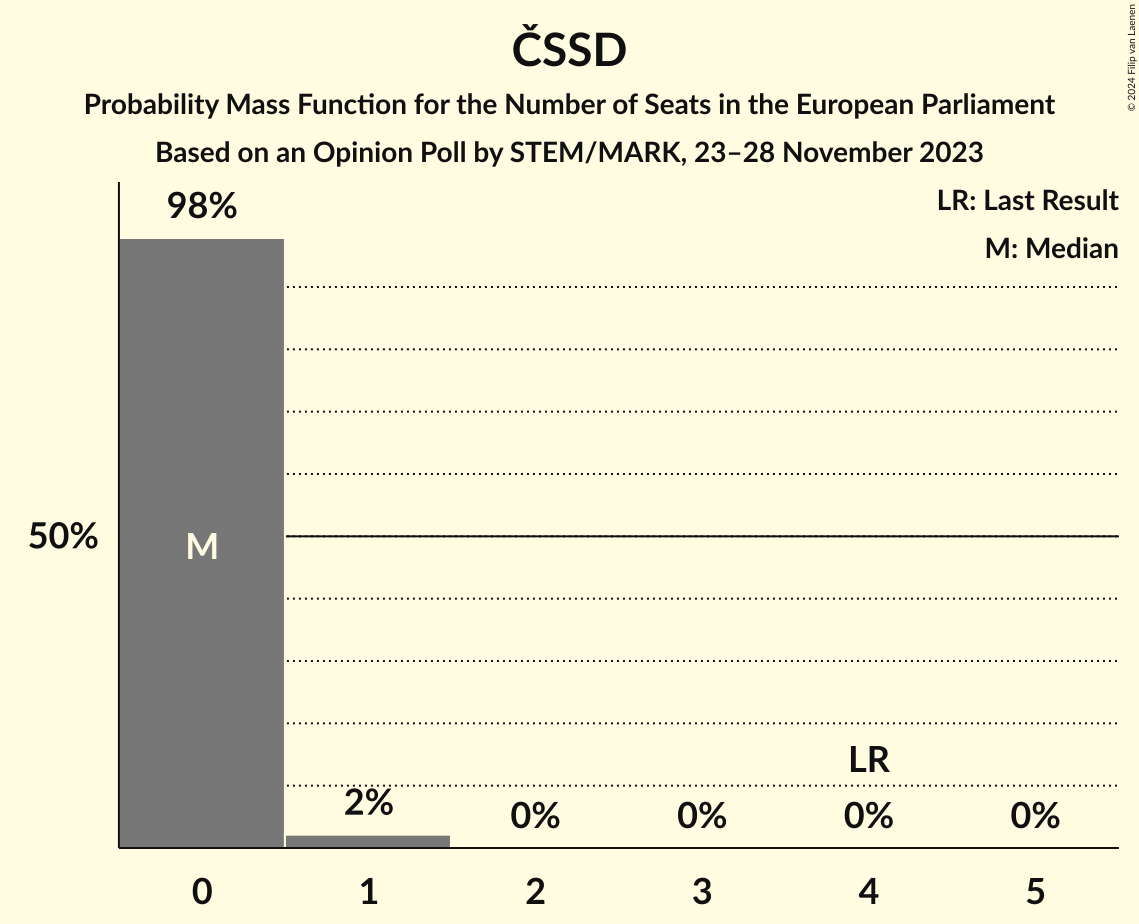 ČSSD
Probability Mass Function for the Number of Seats in the European Parliament
Based on an Opinion Poll by STEM/MARK, 23–28 November 2023
© 2024 Filip van Laenen
LR: Last Result
M: Median
98%
50%
M
LR
2%
0%
0%
0%
0%
0
1
2
3
4
5